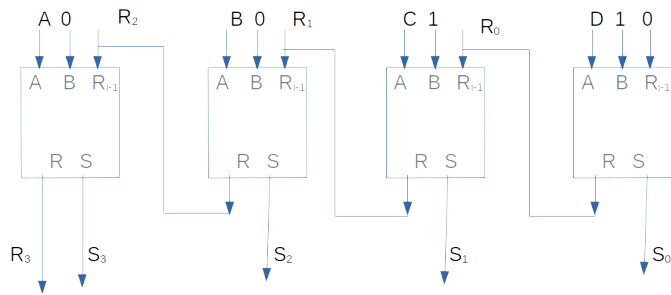 A 0 R₂ B 0 R₁ C 1 R₀ D 1 0
A B Rᵢ₋₁ A B Rᵢ₋₁ A B Rᵢ₋₁ A B Rᵢ₋₁
R S R S R S R S
R₃ S₃ S₂ S₁ S₀